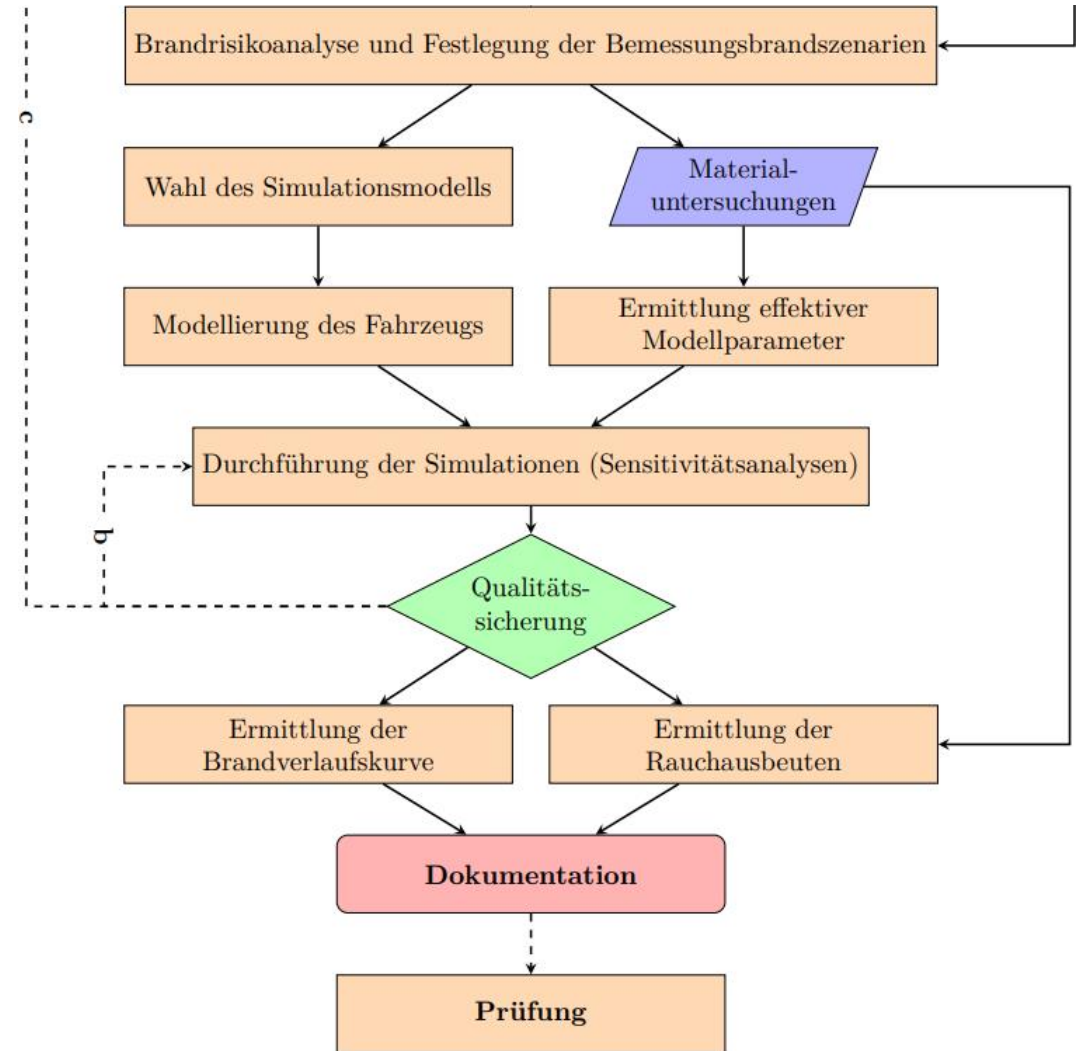 Brandrisikoanalyse und Festlegung der Bemessungsbrandszenarien
c
Wahl des Simulationsmodells
Material-
untersuchungen
Modellierung des Fahrzeugs
Ermittlung effektiver
Modellparameter
Durchführung der Simulationen (Sensitivitätsanalysen)
b
Qualitäts-
sicherung
Ermittlung der
Brandverlaufskurve
Ermittlung der
Rauchausbeuten
Dokumentation
Prüfung